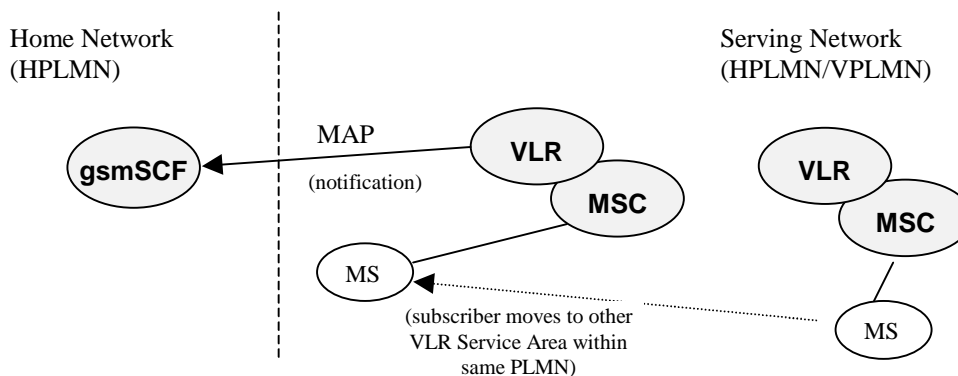 Home Network
(HPLMN)
Serving Network
(HPLMN/VPLMN)
gsmSCF
MAP
(notification)
VLR
MSC
MS
VLR
MSC
MS
(subscriber moves to other
VLR Service Area within
same PLMN)